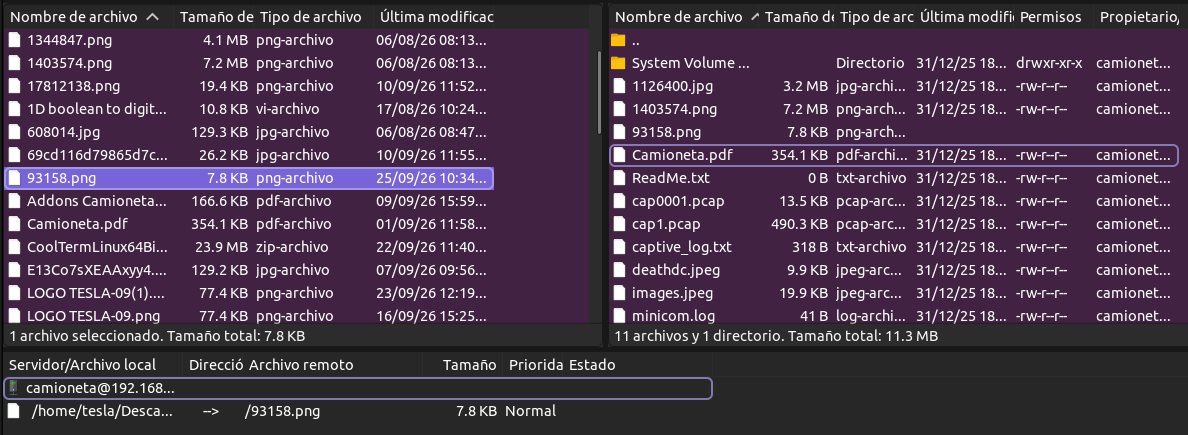 Nombre de archivo Tamaño de Tipo de archivo Última modificac
1344847.png 4.1 MB png-archivo 06/08/26 08:13...
1403574.png 7.2 MB png-archivo 06/08/26 08:13...
17812138.png 19.4 KB png-archivo 10/09/26 11:52...
1D boolean to digit... 10.8 KB vi-archivo 17/08/26 10:24...
608014.jpg 129.3 KB jpg-archivo 06/08/26 08:47...
69cd116d79865d7c... 26.2 KB jpg-archivo 10/09/26 11:55...
93158.png 7.8 KB png-archivo 25/09/26 10:34...
Addons Camioneta... 166.6 KB pdf-archivo 09/09/26 15:59...
Camioneta.pdf 354.1 KB pdf-archivo 01/09/26 11:58...
CoolTermLinux64Bi... 23.9 MB zip-archivo 22/09/26 11:40...
E13Co7sXEAAxyy4.... 129.2 KB jpg-archivo 07/09/26 09:56...
LOGO TESLA-09(1).... 77.4 KB png-archivo 23/09/26 12:19...
LOGO TESLA-09.png 77.4 KB png-archivo 16/09/26 15:25...
1 archivo seleccionado. Tamaño total: 7.8 KB
Nombre de archivo Tamaño de Tipo de arc Última modific Permisos Propietario/
..
System Volume ... Directorio 31/12/25 18... drwxr-xr-x camionet...
1126400.jpg 3.2 MB jpg-archi... 31/12/25 18... -rw-r--r-- camionet...
1403574.png 7.2 MB png-arch... 31/12/25 18... -rw-r--r-- camionet...
93158.png 7.8 KB png-arch...
Camioneta.pdf 354.1 KB pdf-archi... 31/12/25 18... -rw-r--r-- camionet...
ReadMe.txt 0 B txt-archivo 31/12/25 18... -rw-r--r-- camionet...
cap0001.pcap 13.5 KB pcap-arc... 31/12/25 18... -rw-r--r-- camionet...
cap1.pcap 490.3 KB pcap-arc... 31/12/25 18... -rw-r--r-- camionet...
captive_log.txt 318 B txt-archivo 31/12/25 18... -rw-r--r-- camionet...
deathdc.jpeg 9.9 KB jpeg-arc... 31/12/25 18... -rw-r--r-- camionet...
images.jpeg 19.9 KB jpeg-arc... 31/12/25 18... -rw-r--r-- camionet...
minicom.log 41 B log-archi... 31/12/25 18... -rw-r--r-- camionet...
11 archivos y 1 directorio. Tamaño total: 11.3 MB
Servidor/Archivo local Direcció Archivo remoto Tamaño Priorida Estado
camioneta@192.168...
/home/tesla/Desca... --> /93158.png 7.8 KB Normal